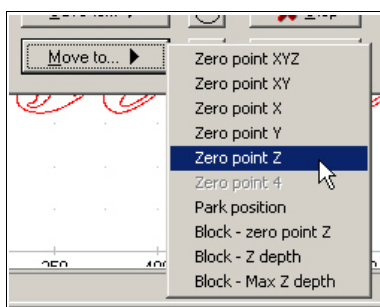 Move to...
Zero point XYZ
Zero point XY
Zero point X
Zero point Y
Zero point Z
Zero point 4
Park position
Block - zero point Z
Block - Z depth
Block - Max Z depth